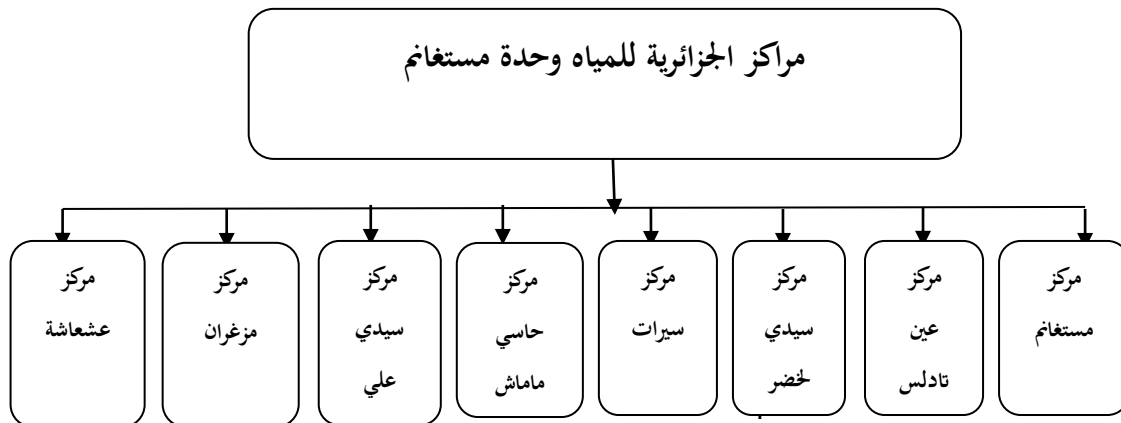 مراكز الجزائرية للمياه وحدة مستغانم
مركز
مستغانم
مركز
عين
تادلس
مركز
سيدي
لخضر
مركز
سيرات
مركز
حاسي
ماماش
مركز
سيدي
علي
مركز
مزغران
مركز
عشعاشة